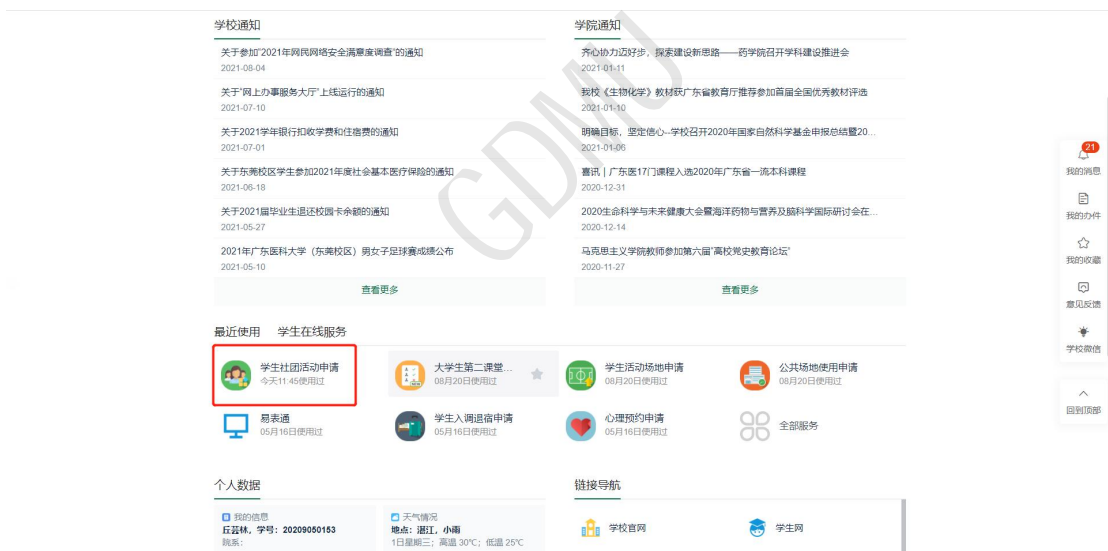 学校通知
关于参加"2021年网民网络安全满意度调查"的通知
2021-08-04
关于"网上办事服务大厅"上线运行的通知
2021-07-10
关于2021学年银行扣收学费和住宿费的通知
2021-07-01
关于东莞校区学生参加2021年度社会基本医疗保险的通知
2021-06-18
关于2021届毕业生退还校园卡余额的通知
2021-05-27
2021年广东医科大学（东莞校区）男女子足球赛成绩公布
2021-05-10
查看更多
学院通知
齐心协力迈好步，探索建设新思路——药学院召开学科建设推进会
2021-01-11
我校《生物化学》教材获广东省教育厅推荐参加首届全国优秀教材评选
2021-01-10
明确目标，坚定信心--学校召开2020年国家自然科学基金申报总结暨20...
2021-01-06
喜讯 | 广东医17门课程入选2020年广东省一流本科课程
2020-12-31
2020生命科学与未来健康大会暨海洋药物与营养及脑科学国际研讨会在...
2020-12-14
马克思主义学院教师参加第六届"高校党史教育论坛"
2020-11-27
查看更多
GDMU
21
我的消息
我的办件
我的收藏
意见反馈
学校微信
回到顶部
最近使用 学生在线服务
学生社团活动申请
今天11:45使用过
大学生第二课堂...
08月20日使用过
学生活动场地申请
08月20日使用过
公共场地使用申请
08月20日使用过
易表通
05月16日使用过
学生入调退宿申请
05月16日使用过
心理预约申请
05月16日使用过
全部服务
个人数据
我的信息
丘芸林，学号：20209050153
院系：
天气情况
地点：湛江，小雨
1日星期三；高温 30℃；低温 25℃
链接导航
学校官网
学生网